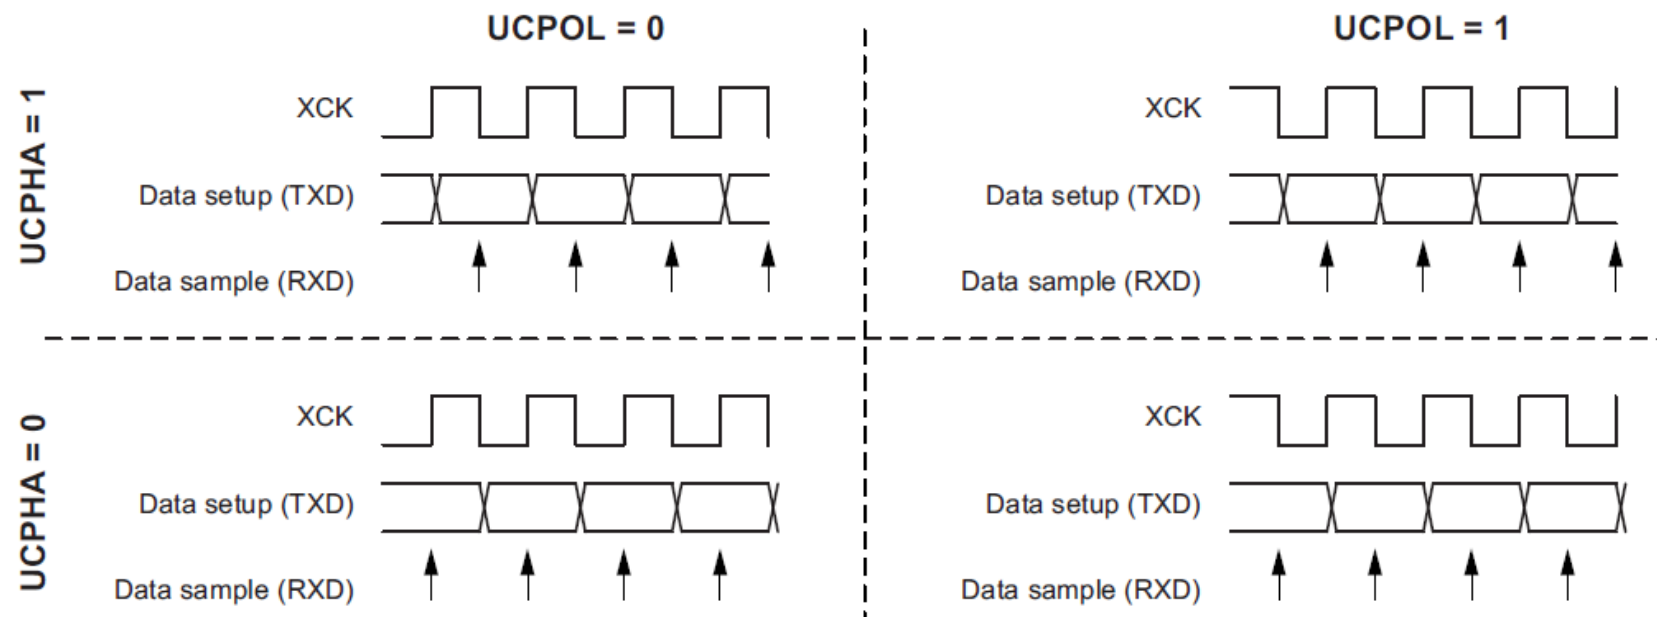 UCPOL = 0
UCPOL = 1
UCPHA = 1
XCK
Data setup (TXD)
Data sample (RXD)
XCK
Data setup (TXD)
Data sample (RXD)
UCPHA = 0
XCK
Data setup (TXD)
Data sample (RXD)
XCK
Data setup (TXD)
Data sample (RXD)